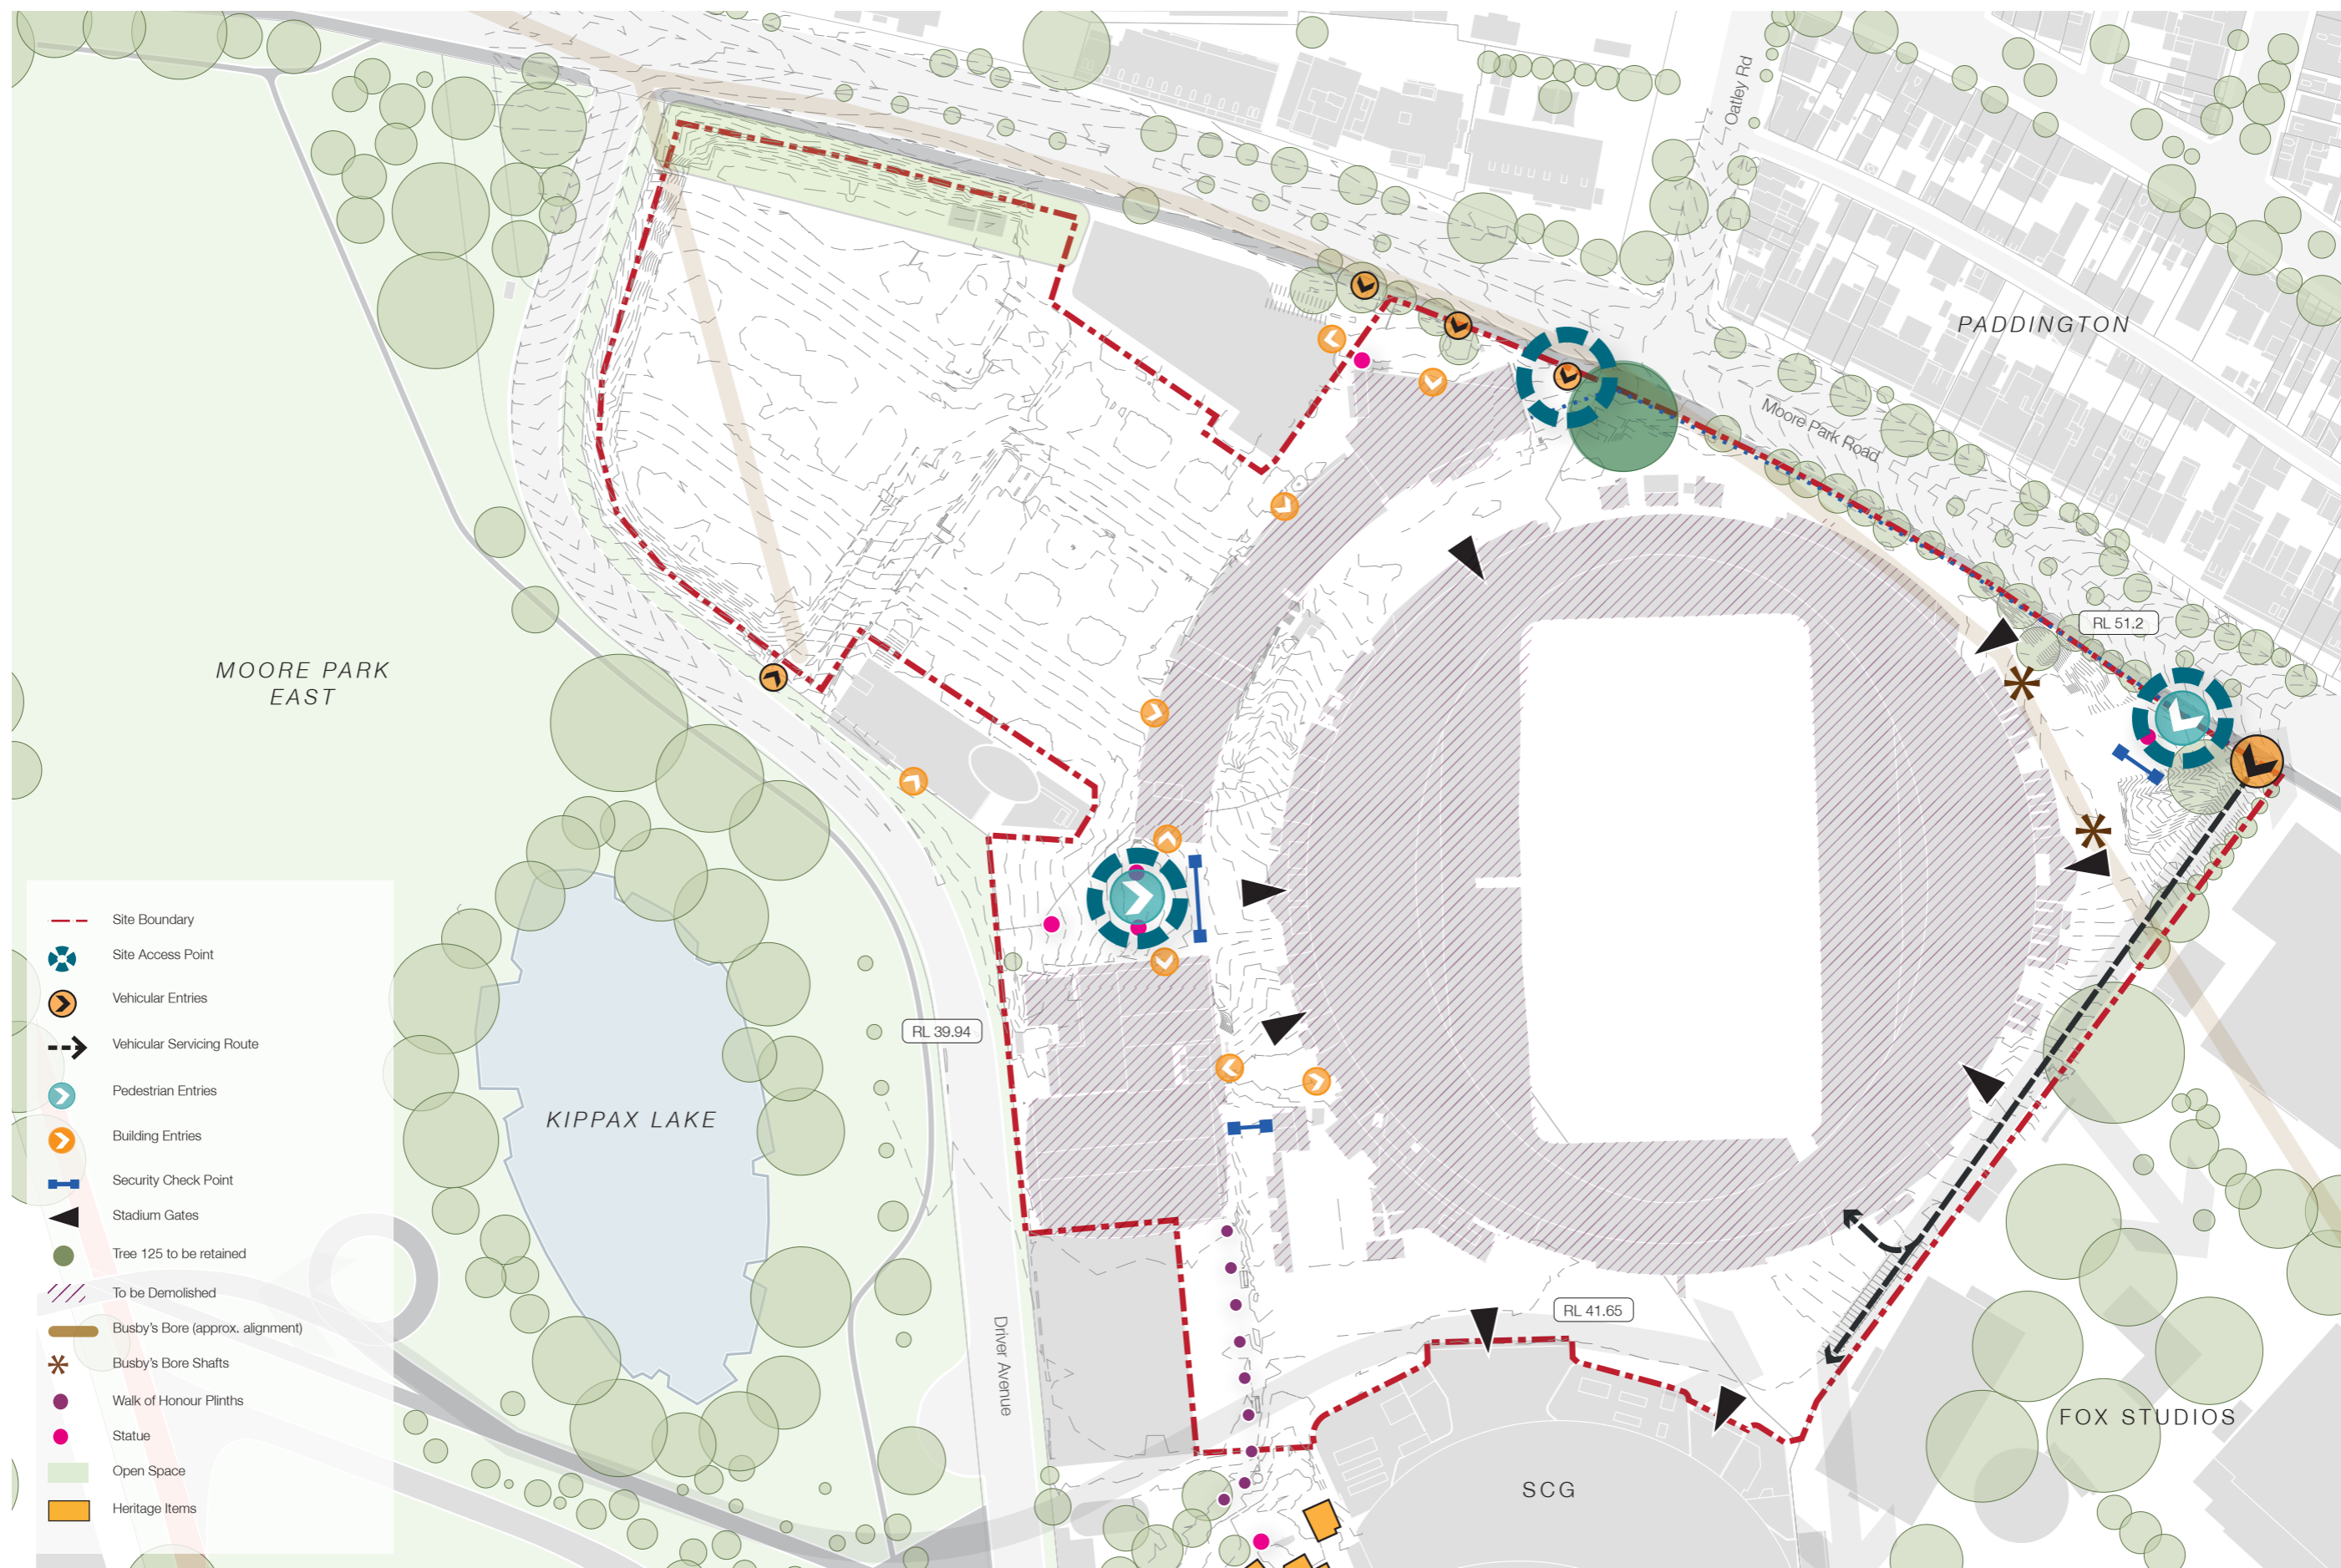 Oatley Rd
PADDINGTON
Moore Park Road
RL 51.2
MOORE PARK
EAST
RL 39.94
KIPPAX LAKE
Driver Avenue
RL 41.65
FOX STUDIOS
SCG
Site Boundary
Site Access Point
Vehicular Entries
Vehicular Servicing Route
Pedestrian Entries
Building Entries
Security Check Point
Stadium Gates
Tree 125 to be retained
To be Demolished
Busby's Bore (approx. alignment)
Busby's Bore Shafts
Walk of Honour Plinths
Statue
Open Space
Heritage Items